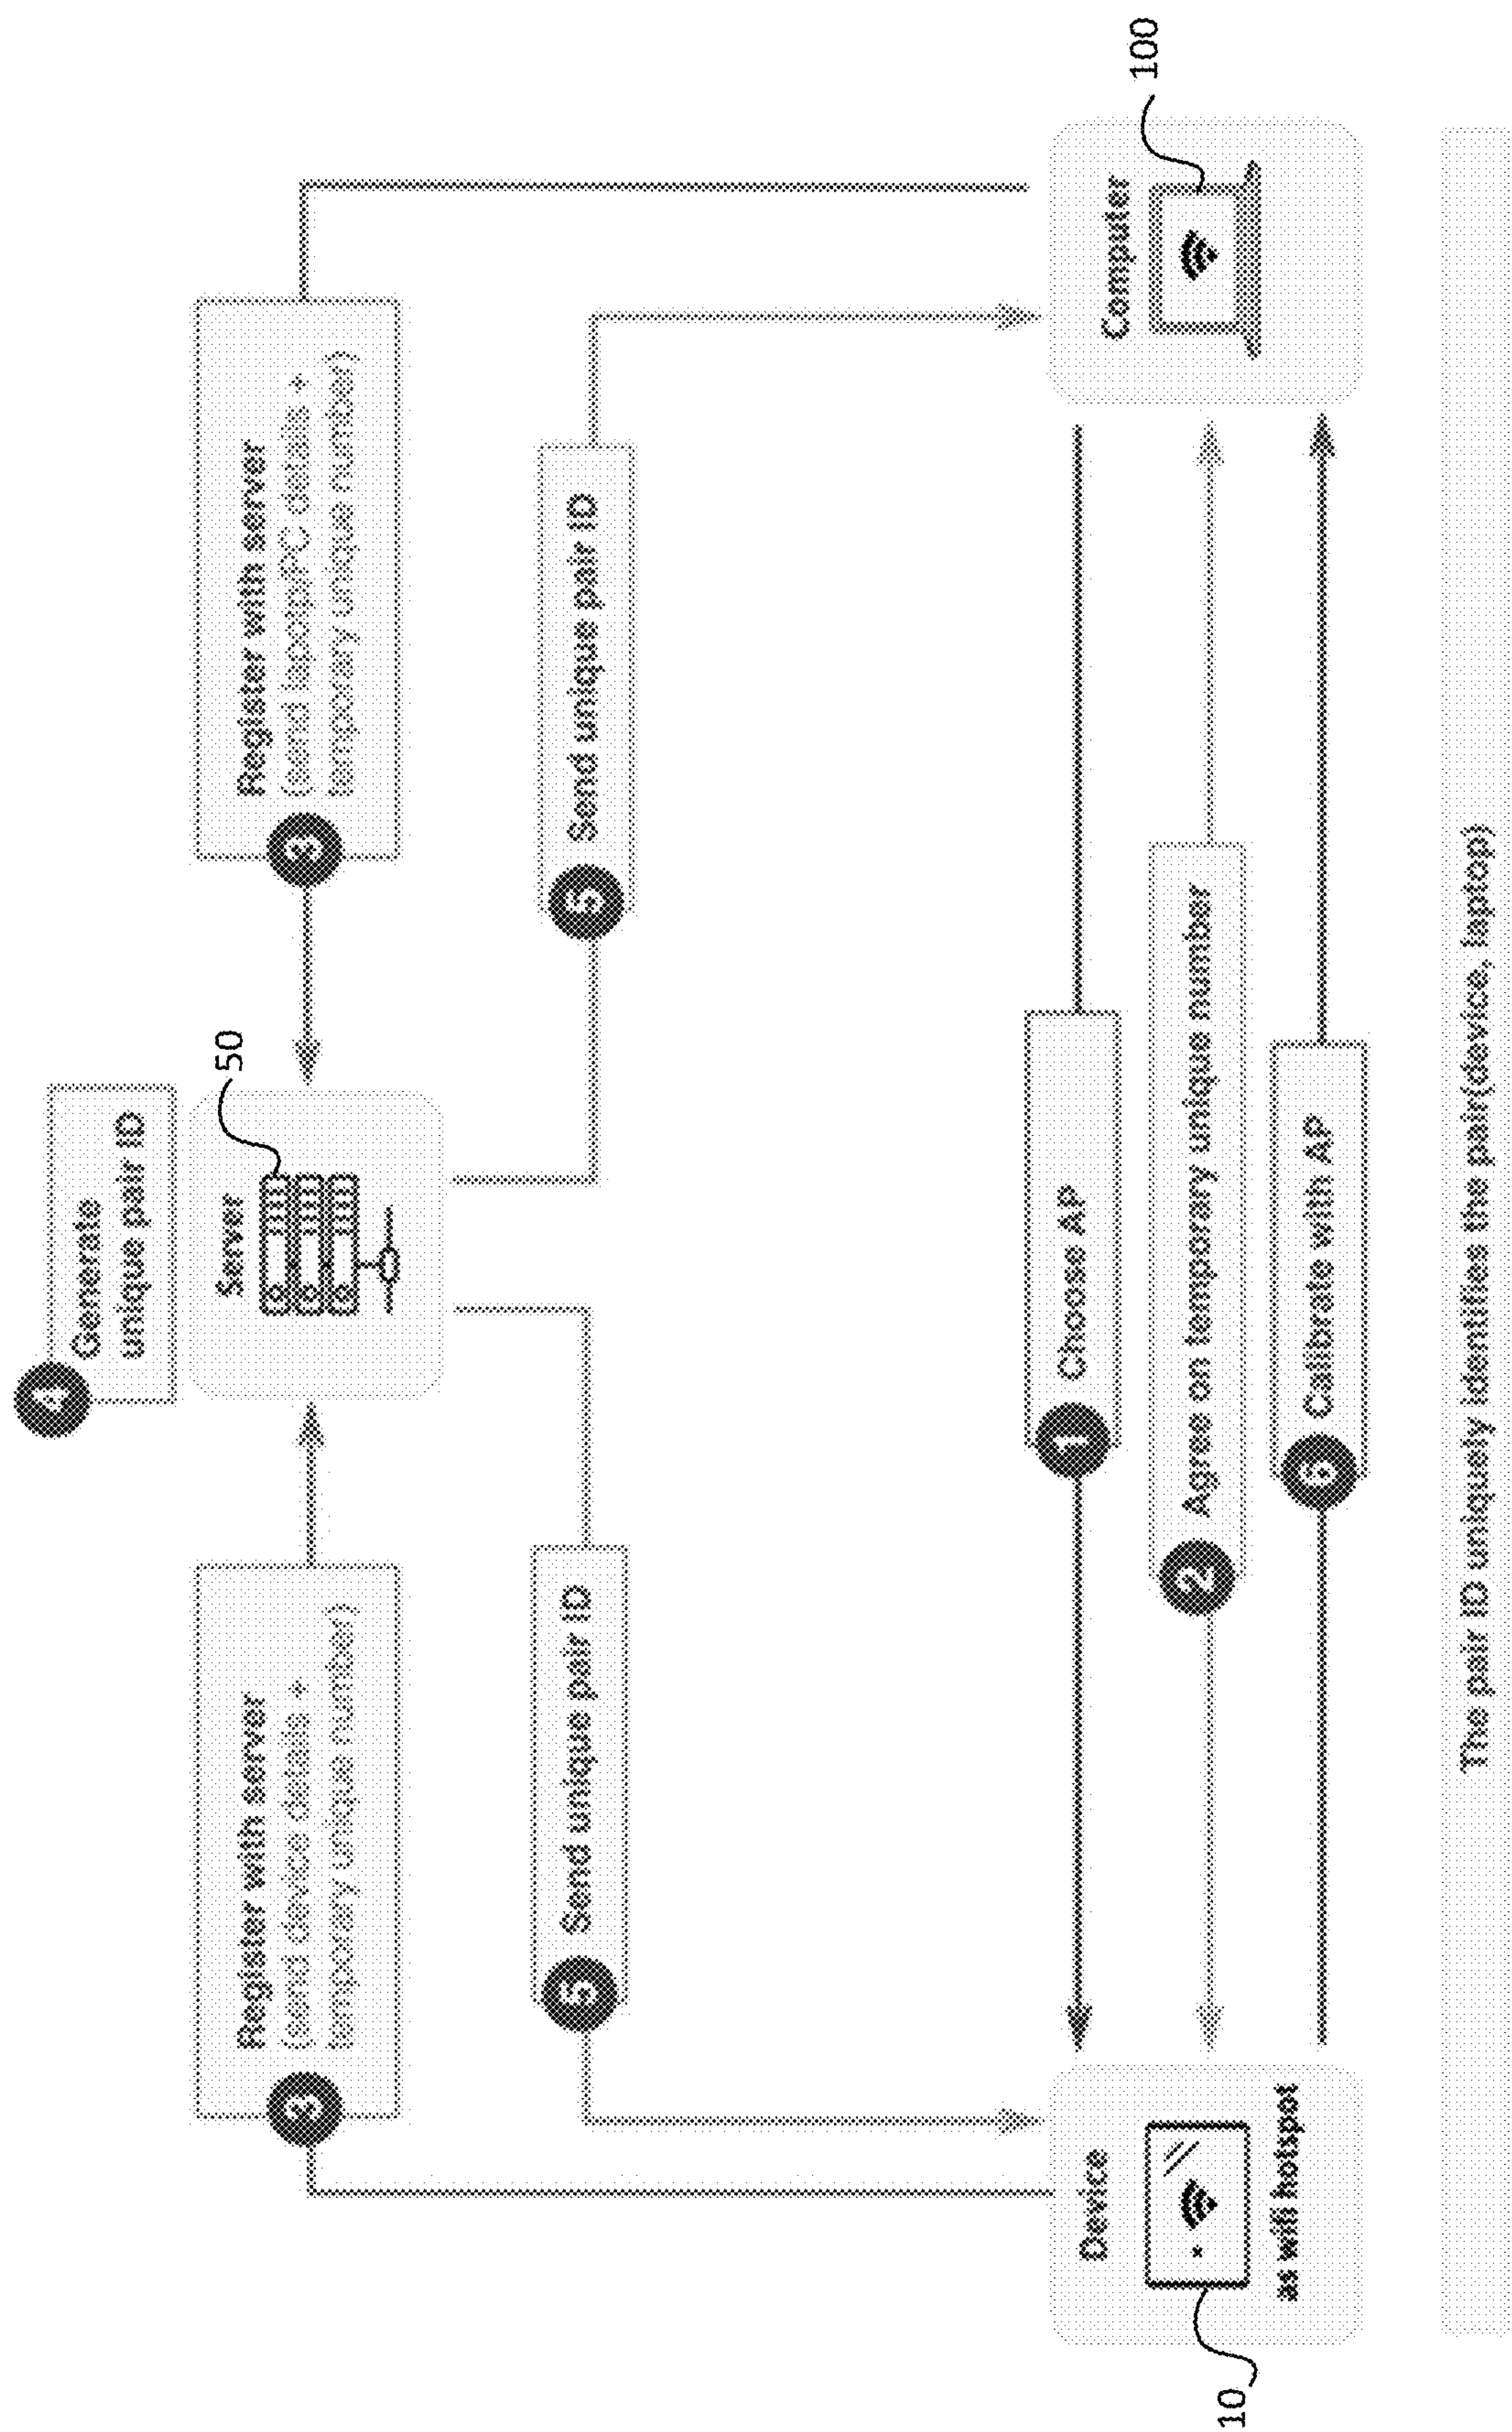 4
Generate
unique pair ID
3
Register with server
(send device details +
temporary unique number)
Server
50
3
Register with server
(send laptop/PC details +
temporary unique number)
5
Send unique pair ID
5
Send unique pair ID
1
Choose AP
2
Agree on temporary unique number
6
Calibrate with AP
Device
as wifi hotspot
10
Computer
100
The pair ID uniquely identifies the pair(device, laptop)